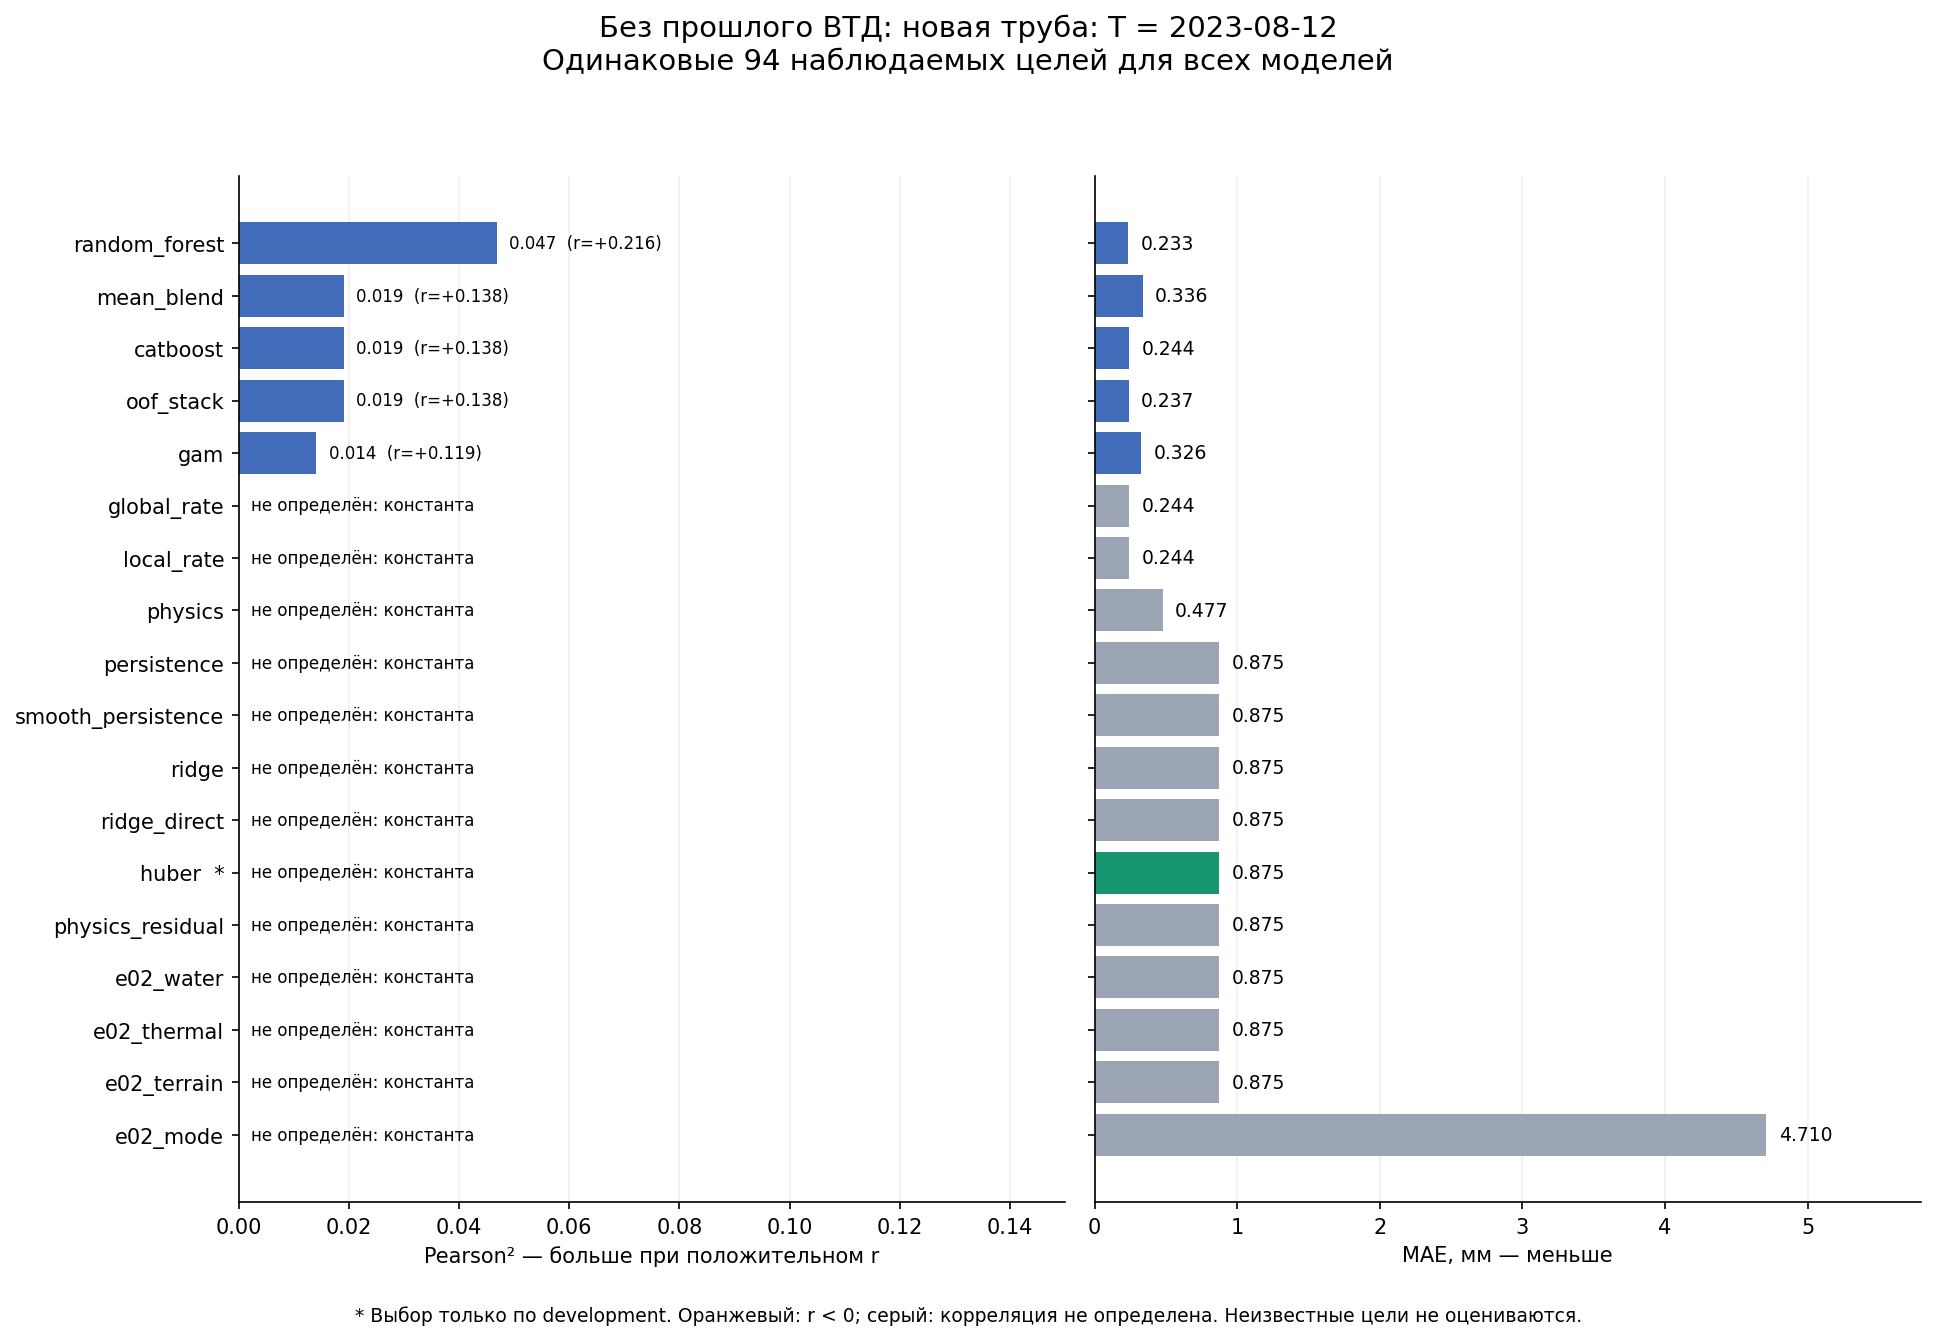 Без прошлого ВТД: новая труба: T = 2023-08-12
Одинаковые 94 наблюдаемых целей для всех моделей
random_forest 0.047 (r=+0.216) 0.233
mean_blend 0.019 (r=+0.138) 0.336
catboost 0.019 (r=+0.138) 0.244
oof_stack 0.019 (r=+0.138) 0.237
gam 0.014 (r=+0.119) 0.326
global_rate не определён: константа 0.244
local_rate не определён: константа 0.244
physics не определён: константа 0.477
persistence не определён: константа 0.875
smooth_persistence не определён: константа 0.875
ridge не определён: константа 0.875
ridge_direct не определён: константа 0.875
huber * не определён: константа 0.875
physics_residual не определён: константа 0.875
e02_water не определён: константа 0.875
e02_thermal не определён: константа 0.875
e02_terrain не определён: константа 0.875
e02_mode не определён: константа 4.710
0.00 0.02 0.04 0.06 0.08 0.10 0.12 0.14 0 1 2 3 4 5
Pearson² — больше при положительном r MAE, мм — меньше
* Выбор только по development. Оранжевый: r < 0; серый: корреляция не определена. Неизвестные цели не оцениваются.